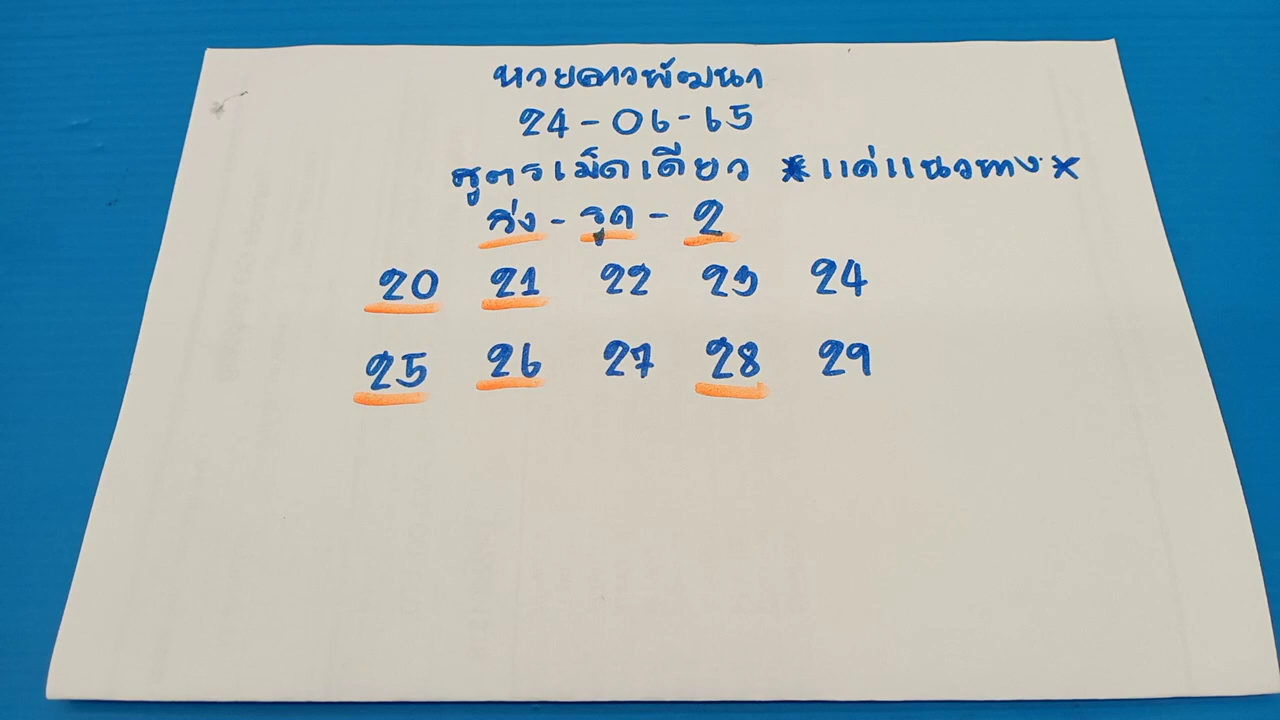 หวยลาวพัฒนา
24-06-65
สูตรเม็ดเดียว *แค่แนวทาง*
วิ่ง - รูด - 2
20 21 22 23 24
25 26 27 28 29